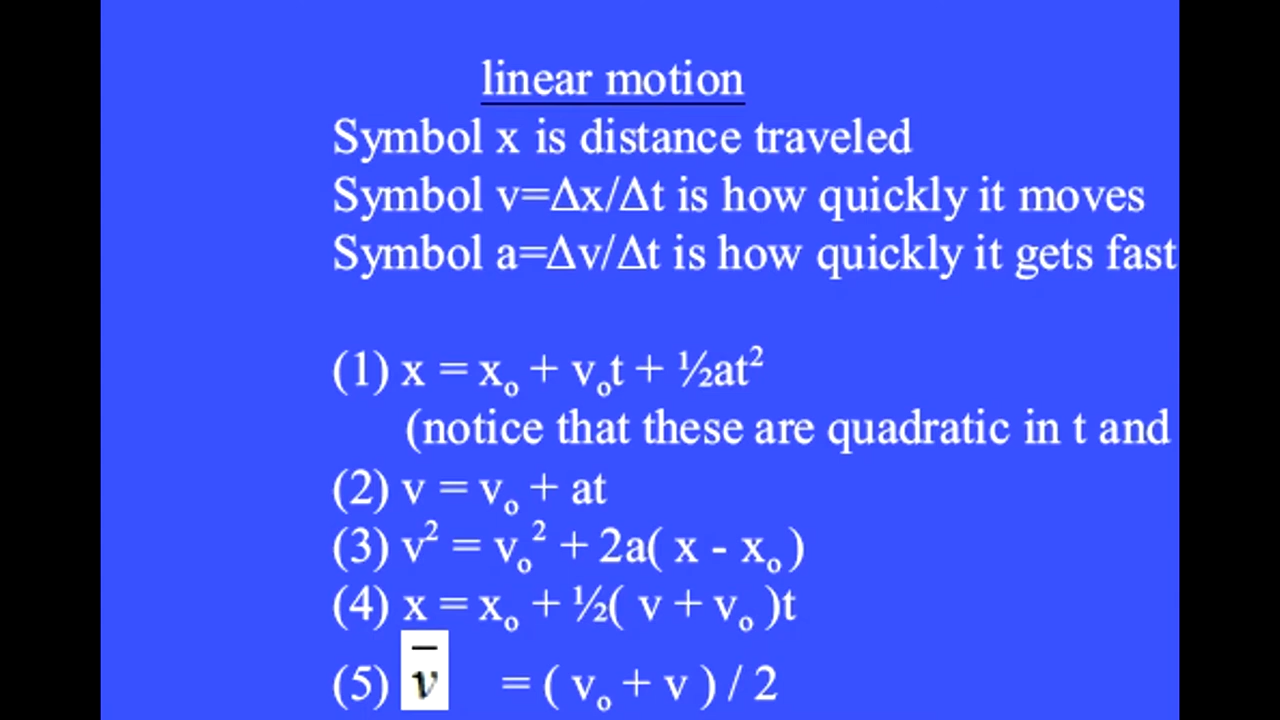 linear motion
Symbol x is distance traveled
Symbol v=Δx/Δt is how quickly it moves
Symbol a=Δv/Δt is how quickly it gets fast
(1) x = xₒ + vₒt + ½at²
(notice that these are quadratic in t and
(2) v = vₒ + at
(3) v² = vₒ² + 2a( x - xₒ)
(4) x = xₒ + ½( v + vₒ )t
(5) v̅ = ( vₒ + v ) / 2